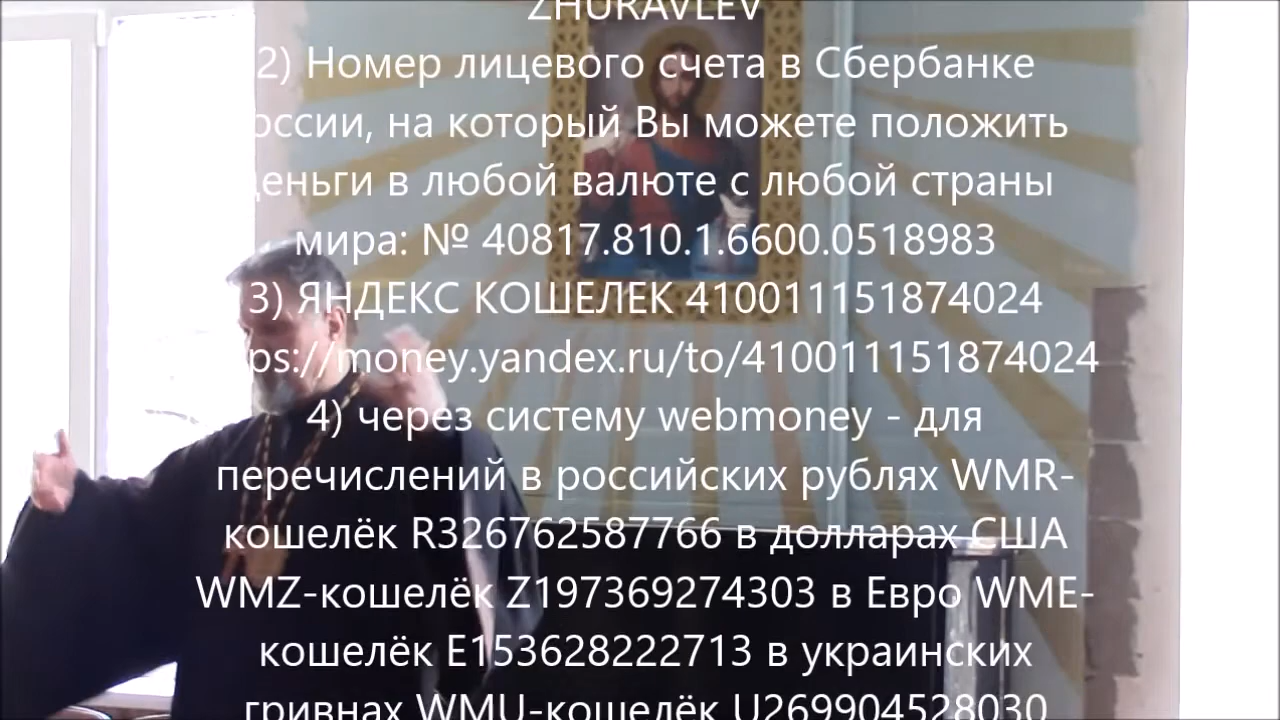 ZHURAVLEV
2) Номер лицевого счета в Сбербанке
России, на который Вы можете положить
деньги в любой валюте с любой страны
мира: № 40817.810.1.6600.0518983
3) ЯНДЕКС КОШЕЛЕК 410011151874024
https://money.yandex.ru/to/410011151874024
4) через систему webmoney - для
перечислений в российских рублях WMR-
кошелёк R326762587766 в долларах США
WMZ-кошелёк Z197369274303 в Евро WME-
кошелёк E153628222713 в украинских
гривнах WMU-кошелёк U269904528030